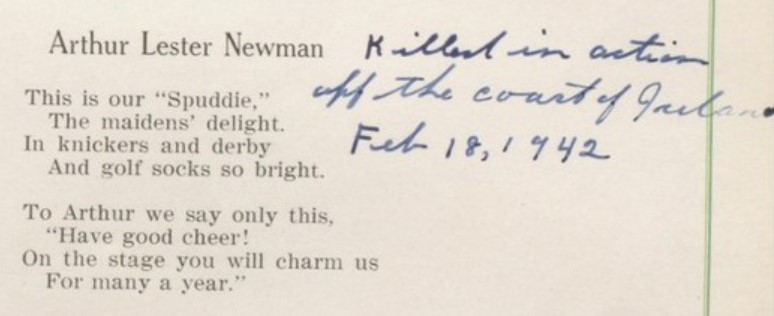 Arthur Lester Newman
Killed in action
off the coast of Ireland
Feb 18, 1942
This is our "Spuddie,"
The maidens' delight.
In knickers and derby
And golf socks so bright.
To Arthur we say only this,
"Have good cheer!
On the stage you will charm us
For many a year."